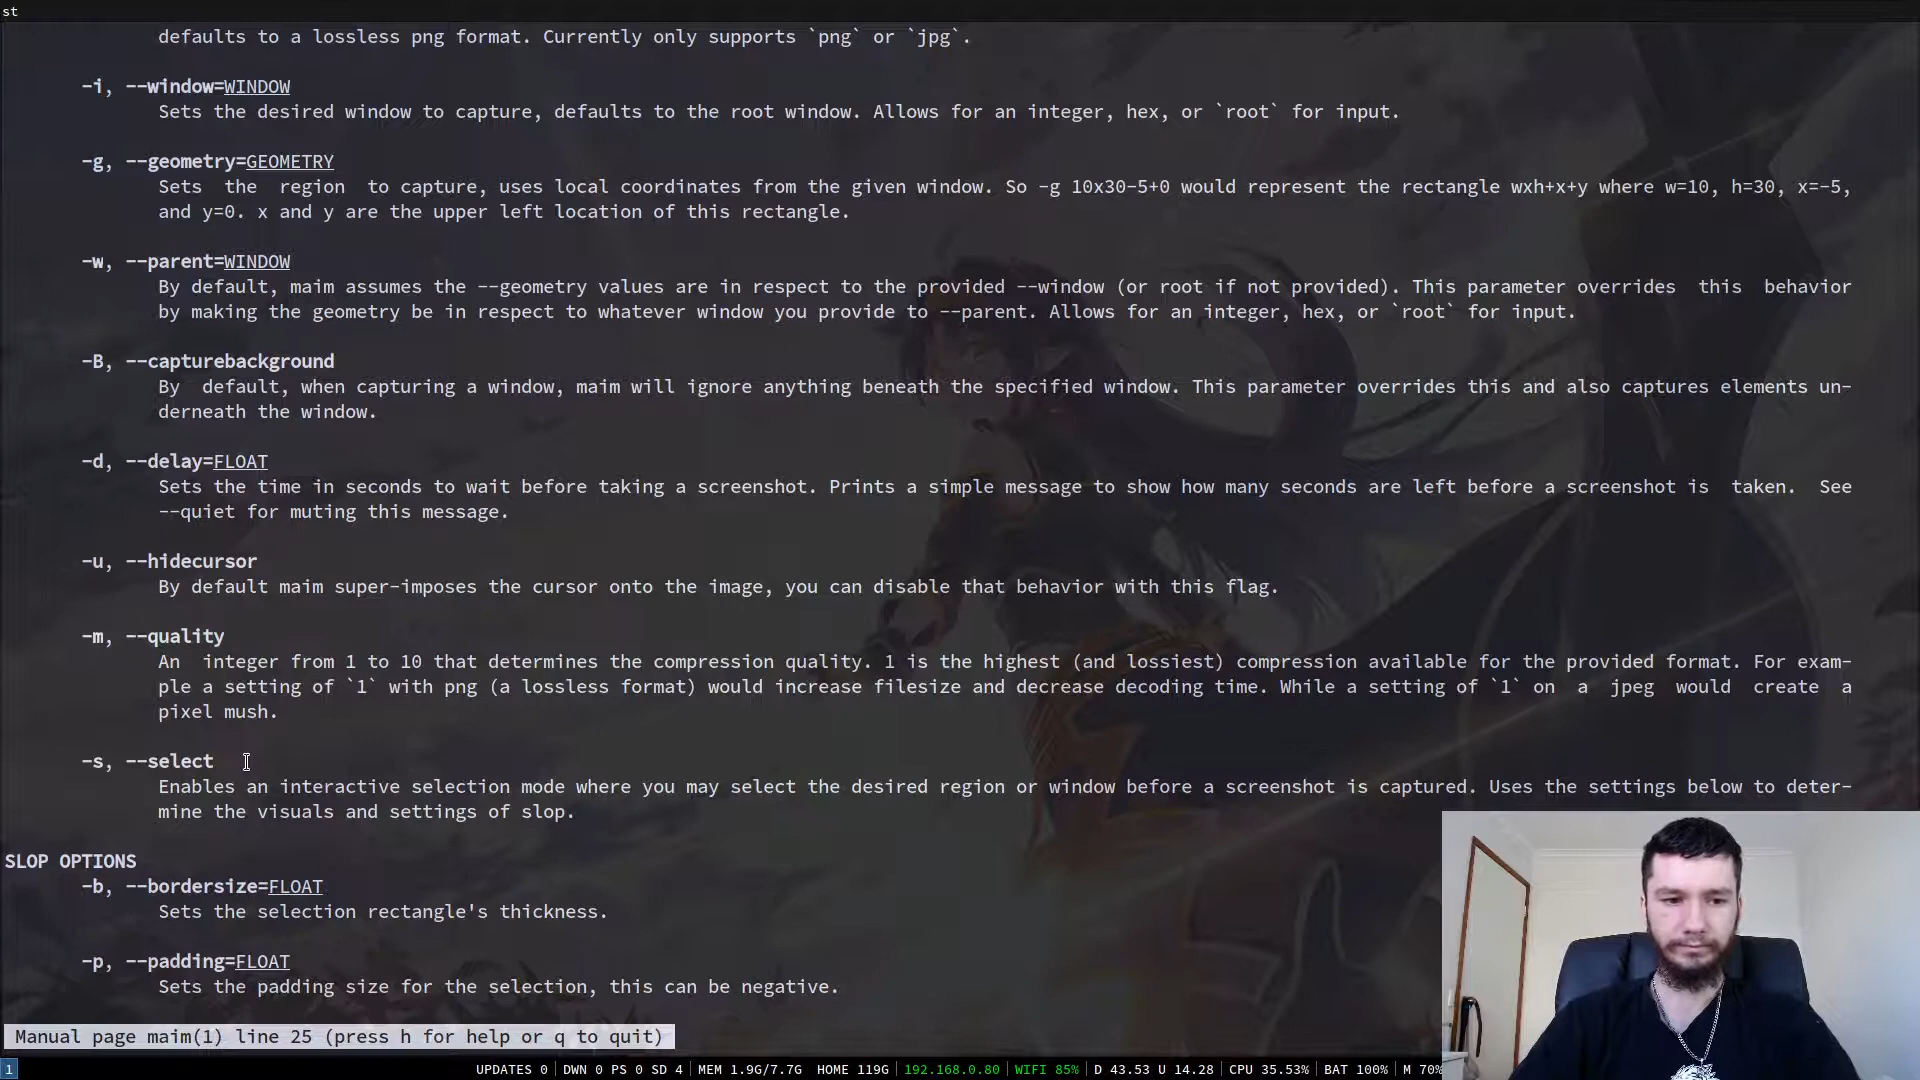 st
defaults to a lossless png format. Currently only supports `png` or `jpg`.
-i, --window=WINDOW
Sets the desired window to capture, defaults to the root window. Allows for an integer, hex, or `root` for input.
-g, --geometry=GEOMETRY
Sets the region to capture, uses local coordinates from the given window. So -g 10x30-5+0 would represent the rectangle wxh+x+y where w=10, h=30, x=-5,
and y=0. x and y are the upper left location of this rectangle.
-w, --parent=WINDOW
By default, maim assumes the --geometry values are in respect to the provided --window (or root if not provided). This parameter overrides this behavior
by making the geometry be in respect to whatever window you provide to --parent. Allows for an integer, hex, or `root` for input.
-B, --capturebackground
By default, when capturing a window, maim will ignore anything beneath the specified window. This parameter overrides this and also captures elements un-
derneath the window.
-d, --delay=FLOAT
Sets the time in seconds to wait before taking a screenshot. Prints a simple message to show how many seconds are left before a screenshot is taken. See
--quiet for muting this message.
-u, --hidecursor
By default maim super-imposes the cursor onto the image, you can disable that behavior with this flag.
-m, --quality
An integer from 1 to 10 that determines the compression quality. 1 is the highest (and lossiest) compression available for the provided format. For exam-
ple a setting of `1` with png (a lossless format) would increase filesize and decrease decoding time. While a setting of `1` on a jpeg would create a
pixel mush.
-s, --select
Enables an interactive selection mode where you may select the desired region or window before a screenshot is captured. Uses the settings below to deter-
mine the visuals and settings of slop.
SLOP OPTIONS
-b, --bordersize=FLOAT
Sets the selection rectangle's thickness.
-p, --padding=FLOAT
Sets the padding size for the selection, this can be negative.
Manual page maim(1) line 25 (press h for help or q to quit)
1 UPDATES 0 DWN 0 PS 0 SD 4 MEM 1.9G/7.7G HOME 119G 192.168.0.80 WIFI 85% D 43.53 U 14.28 CPU 35.53% BAT 100% M 70%